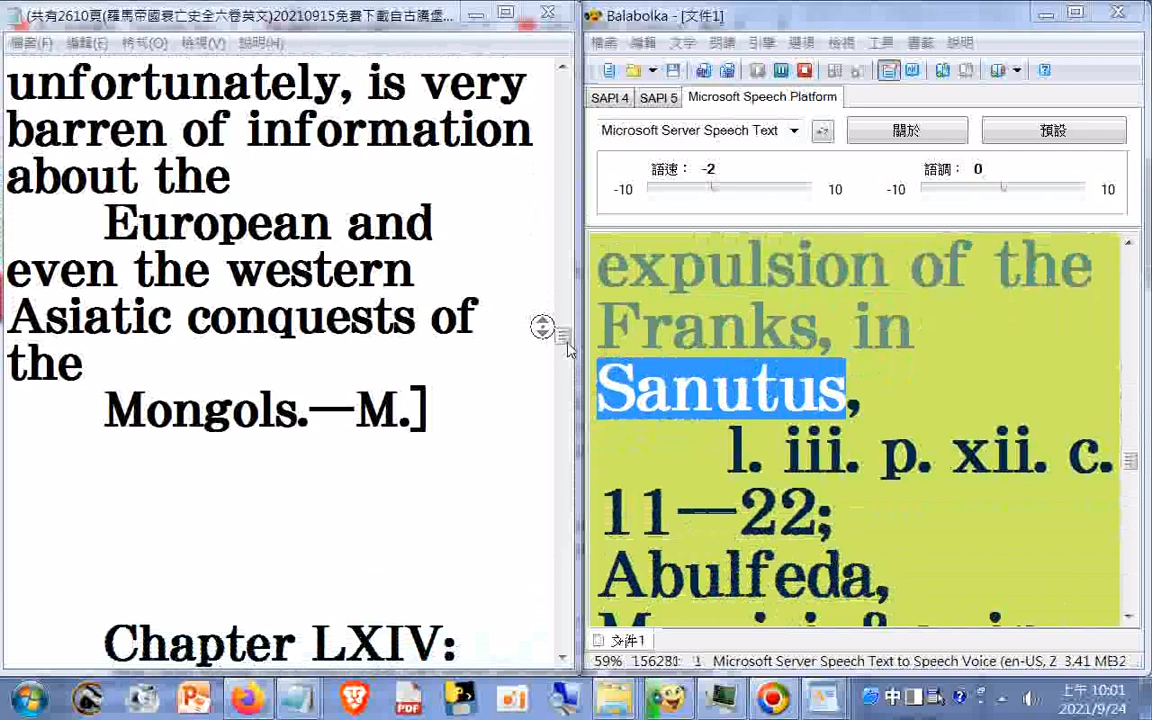 (共有2610頁(羅馬帝國衰亡史全六卷英文)20210915免費下載自古騰堡...
檔案(F) 編輯(E) 格式(O) 檢視(V) 說明(H)
unfortunately, is very
barren of information
about the
European and
even the western
Asiatic conquests of
the
Mongols.—M.]
Chapter LXIV:
Balabolka - [文件1]
檔案 編輯 文字 朗讀 引擎 選項 檢視 工具 書籤 說明
SAPI 4 SAPI 5 Microsoft Speech Platform
Microsoft Server Speech Text 關於 預設
語速: -2 語調: 0
-10 10 -10 10
expulsion of the
Franks, in
Sanutus,
l. iii. p. xii. c.
11—22;
Abulfeda,
文件1
59% 156281 1 Microsoft Server Speech Text to Speech Voice (en-US, Z 3.41 MB
PDF 中 上午 10:01
2021/9/24